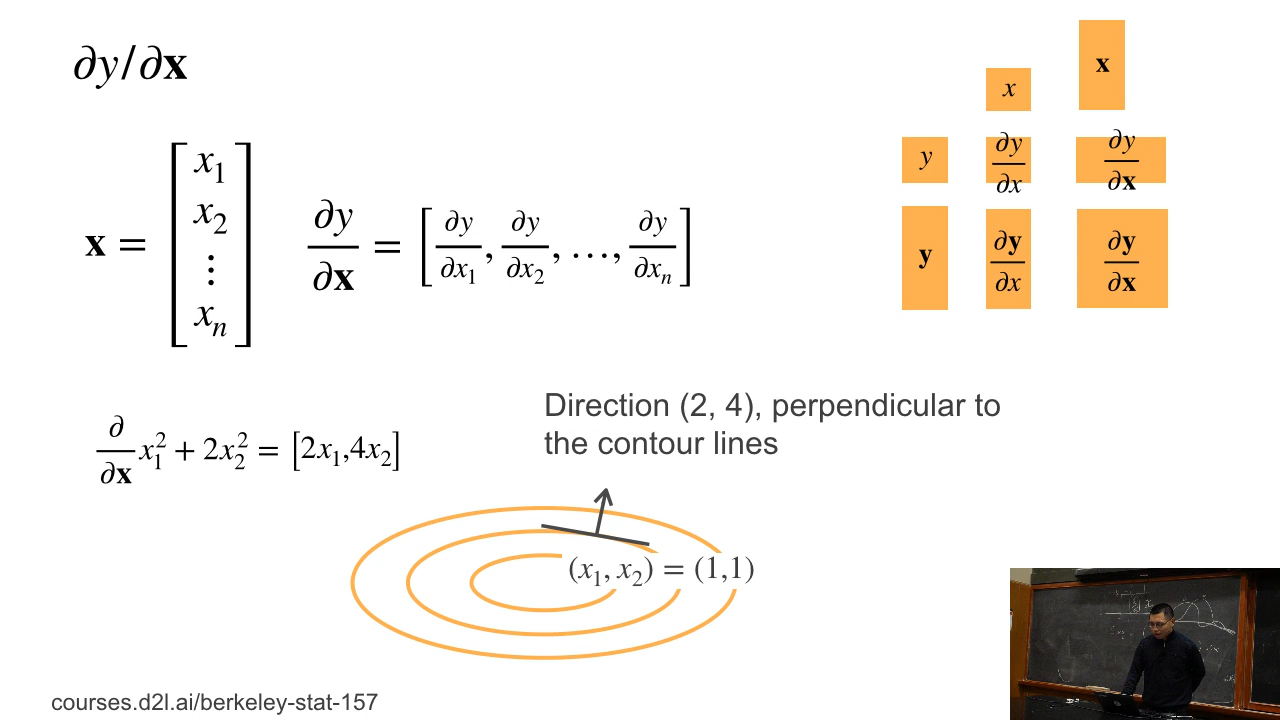 ∂y/∂𝐱
x
𝐱
y
∂y/∂x
∂y/∂𝐱
𝐲
∂𝐲/∂x
∂𝐲/∂𝐱
𝐱 = [x₁ x₂ ⋮ xₙ]
∂y/∂𝐱 = [∂y/∂x₁, ∂y/∂x₂, …, ∂y/∂xₙ]
∂/∂𝐱 x₁² + 2x₂² = [2x₁,4x₂]
Direction (2, 4), perpendicular to
the contour lines
(x₁, x₂) = (1,1)
courses.d2l.ai/berkeley-stat-157